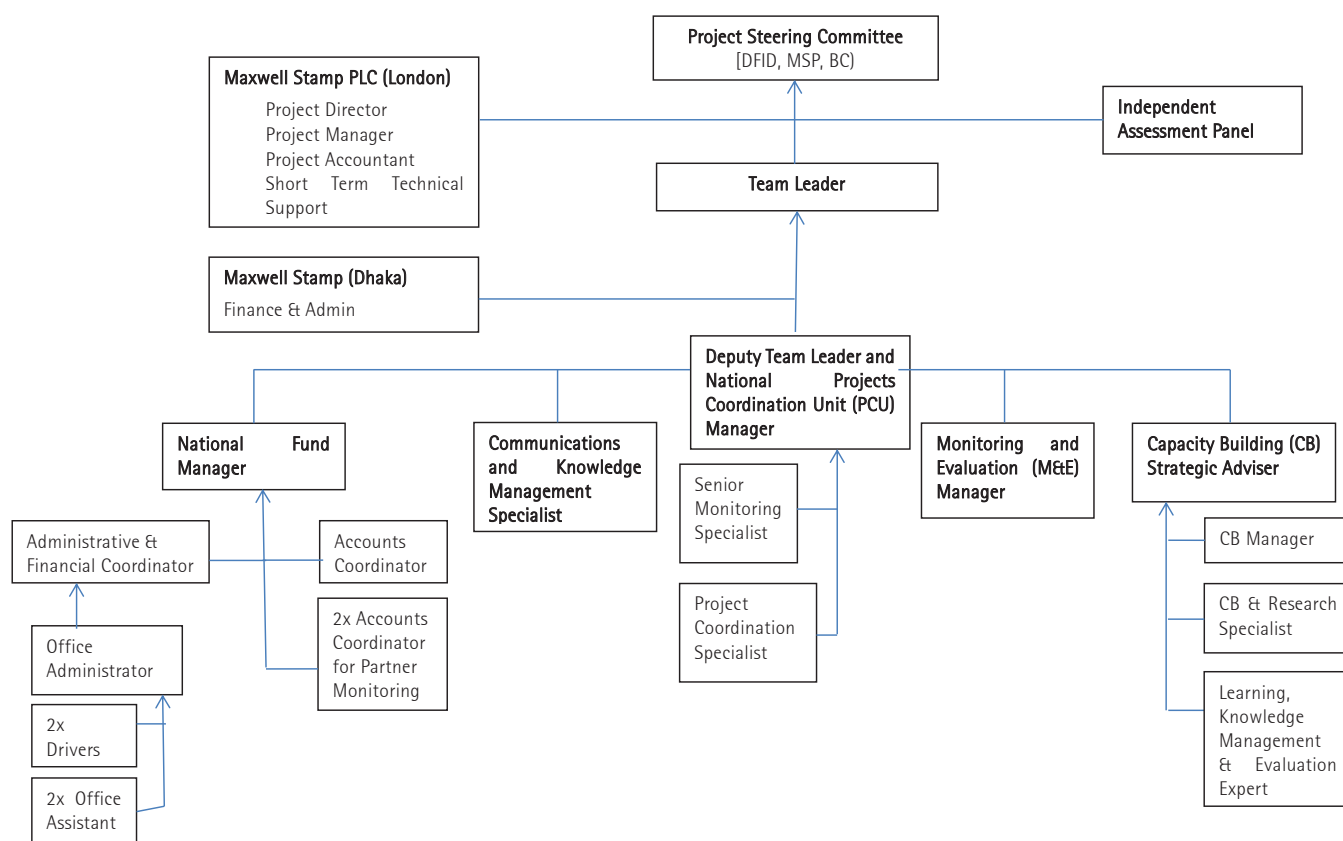 Project Steering Committee
[DFID, MSP, BC)
Maxwell Stamp PLC (London)
Project Director
Project Manager
Project Accountant
Short Term Technical
Support
Independent
Assessment Panel
Team Leader
Maxwell Stamp (Dhaka)
Finance & Admin
Deputy Team Leader and
National Projects
Coordination Unit (PCU)
Manager
National Fund
Manager
Communications
and Knowledge
Management
Specialist
Monitoring and
Evaluation (M&E)
Manager
Capacity Building (CB)
Strategic Adviser
Administrative &
Financial Coordinator
Accounts
Coordinator
Office
Administrator
2x Accounts
Coordinator
for Partner
Monitoring
2x
Drivers
2x Office
Assistant
Senior
Monitoring
Specialist
Project
Coordination
Specialist
CB Manager
CB & Research
Specialist
Learning,
Knowledge
Management
& Evaluation
Expert